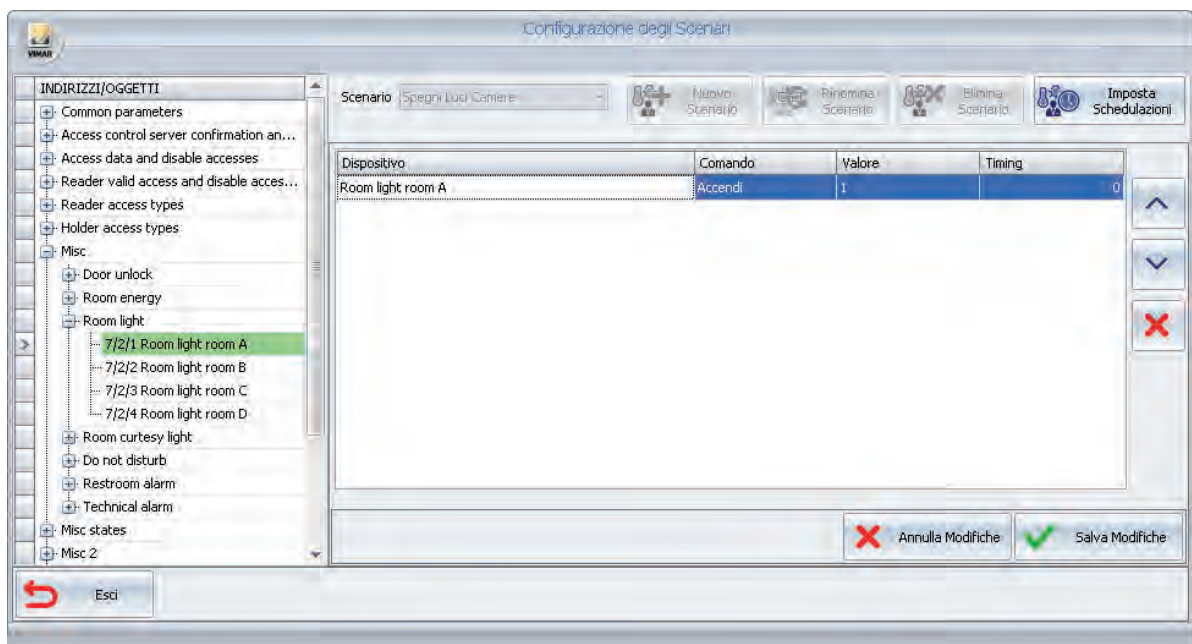 Configurazione degli Scenari
VIMAR
INDIRIZZI/OGGETTI
Common parameters
Access control server confirmation an...
Access data and disable accesses
Reader valid access and disable acces...
Reader access types
Holder access types
Misc
Door unlock
Room energy
Room light
7/2/1 Room light room A
7/2/2 Room light room B
7/2/3 Room light room C
7/2/4 Room light room D
Room curtesy light
Do not disturb
Restroom alarm
Technical alarm
Misc states
Misc 2
Scenario Spegni Luci Camere
Nuovo Scenario
Rinomina Scenario
Elimina Scenario
Imposta Schedulazioni
Dispositivo Comando Valore Timing
Room light room A Accendi 1 0
Annulla Modifiche Salva Modifiche
Esci